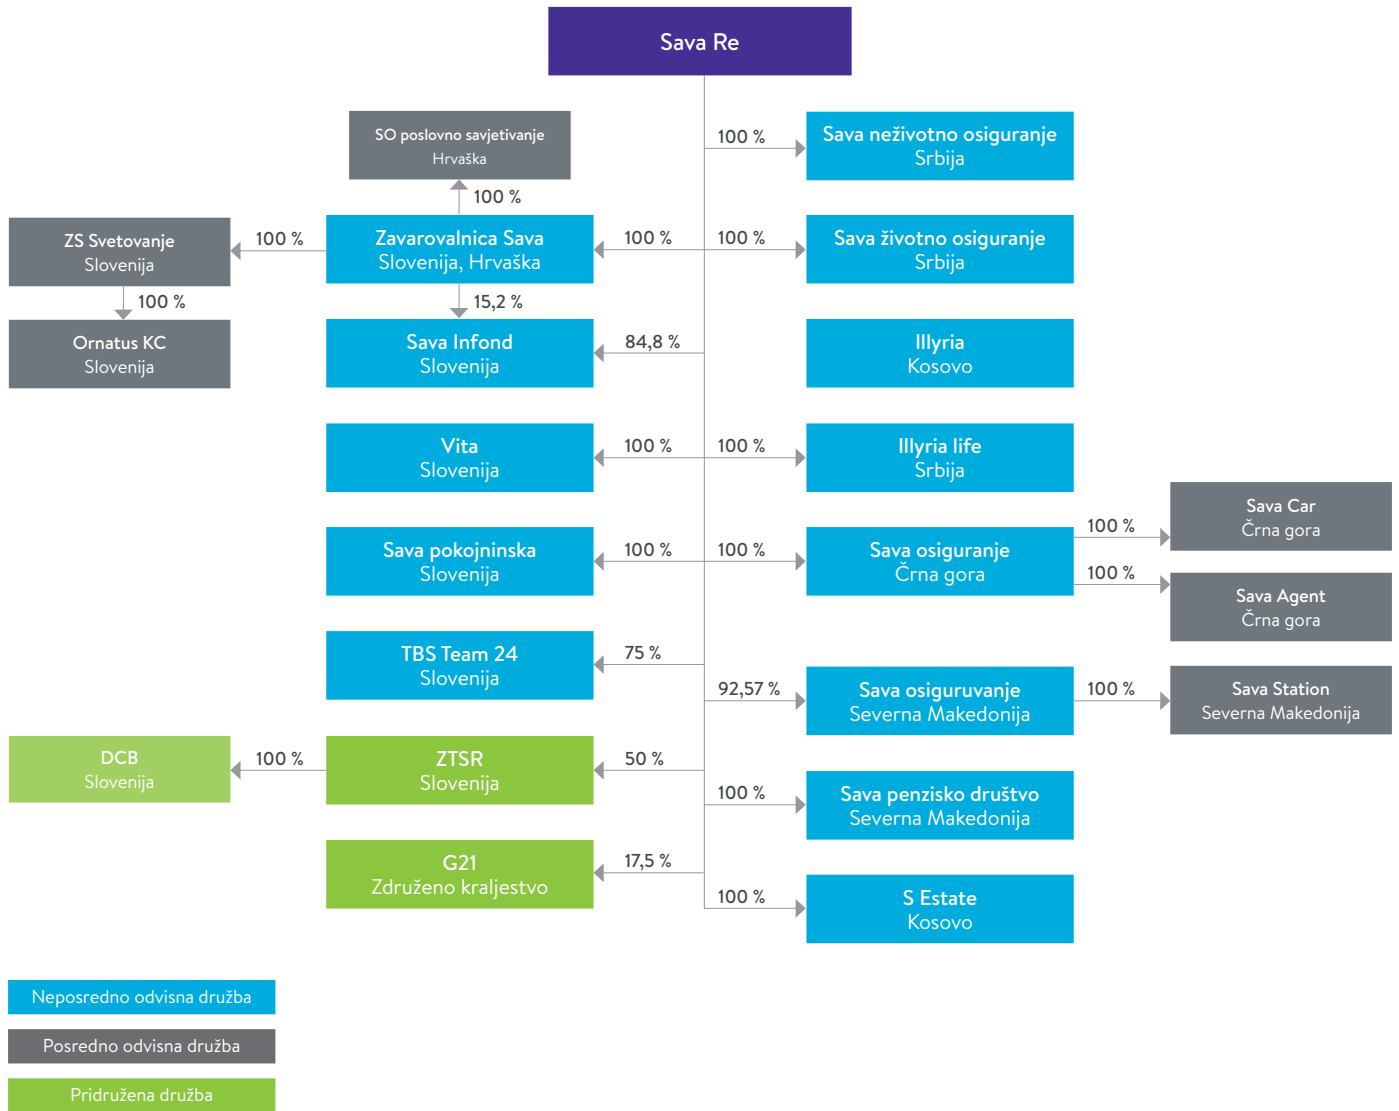 Sava Re
SO poslovno savjetivanje
Hrvaška
100 %
Sava neživotno osiguranje
Srbija
100 %
ZS Svetovanje
Slovenija
100 %
Zavarovalnica Sava
Slovenija, Hrvaška
100 %
100 %
Sava životno osiguranje
Srbija
100 %
15,2 %
Ornatus KC
Slovenija
Sava Infond
Slovenija
84,8 %
Illyria
Kosovo
Vita
Slovenija
100 %
100 %
Illyria life
Srbija
Sava pokojninska
Slovenija
100 %
100 %
Sava osiguranje
Črna gora
100 %
Sava Car
Črna gora
100 %
Sava Agent
Črna gora
TBS Team 24
Slovenija
75 %
92,57 %
Sava osiguruvanje
Severna Makedonija
100 %
Sava Station
Severna Makedonija
DCB
Slovenija
100 %
ZTSR
Slovenija
50 %
100 %
Sava penzisko društvo
Severna Makedonija
G21
Združeno kraljestvo
17,5 %
100 %
S Estate
Kosovo
Neposredno odvisna družba
Posredno odvisna družba
Pridružena družba